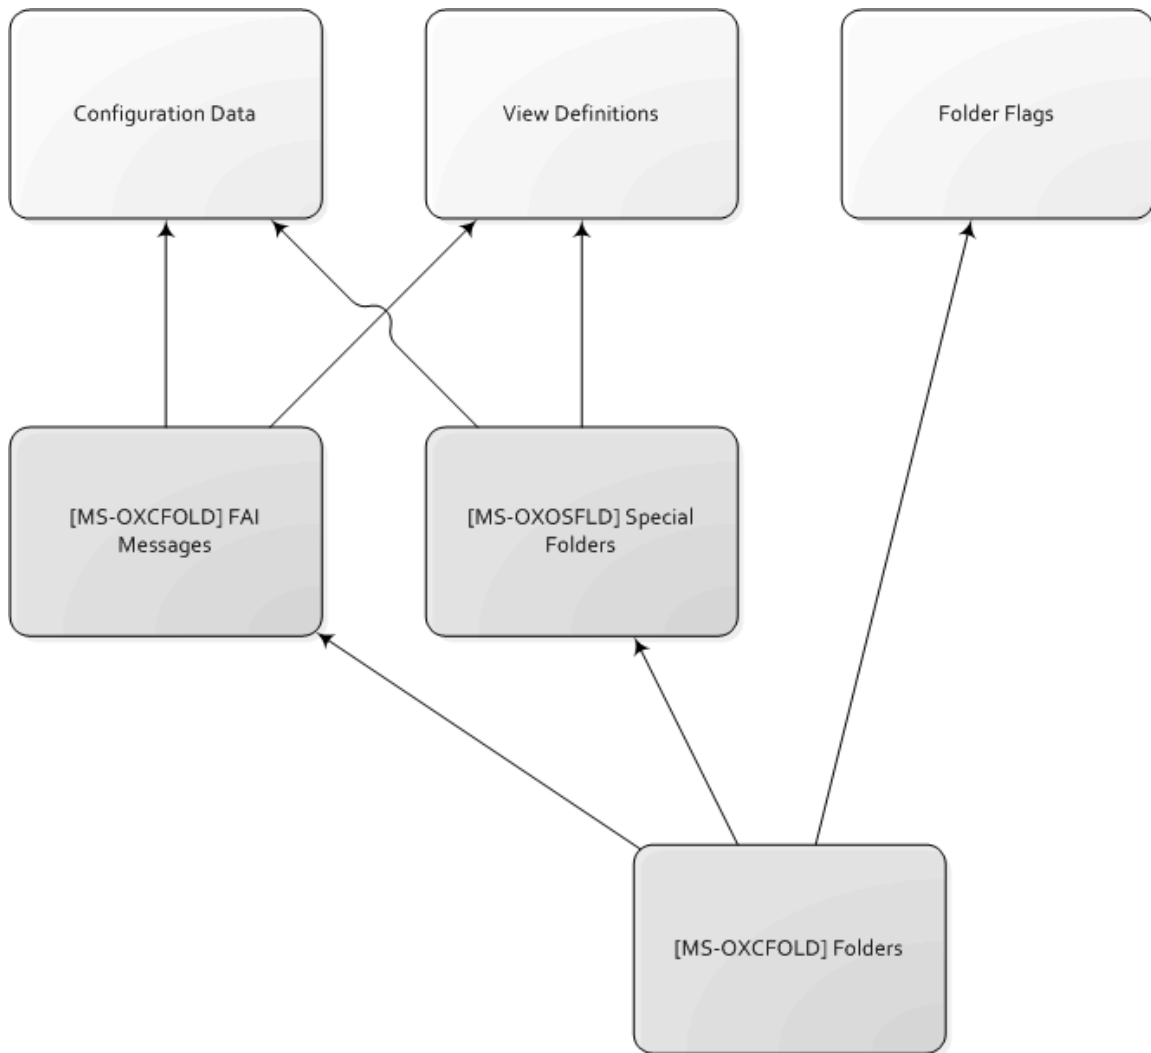 Configuration Data
View Definitions
Folder Flags
[MS-OXCFOLD] FAI
Messages
[MS-OXOSFLD] Special
Folders
[MS-OXCFOLD] Folders